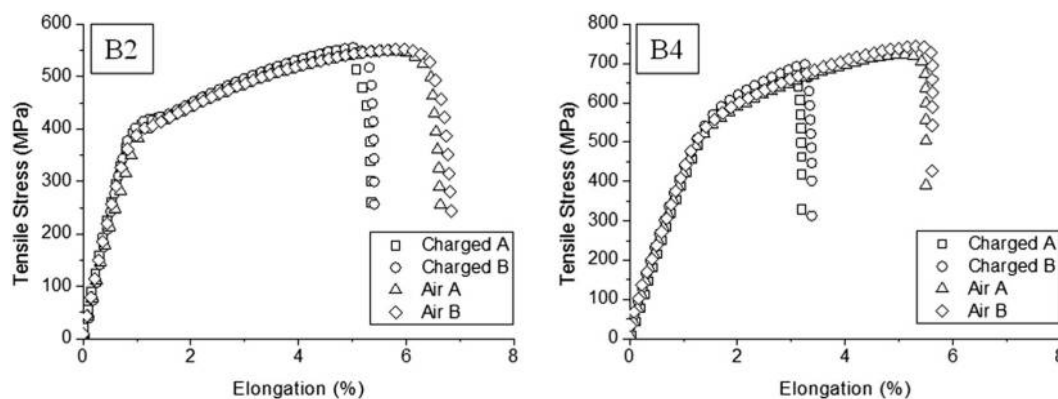 B2
600
500
400
300
200
100
0
0 2 4 6 8
Tensile Stress (MPa)
Elongation (%)
Charged A
Charged B
Air A
Air B
B4
800
700
600
500
400
300
200
100
0
0 2 4 6 8
Tensile Stress (MPa)
Elongation (%)
Charged A
Charged B
Air A
Air B